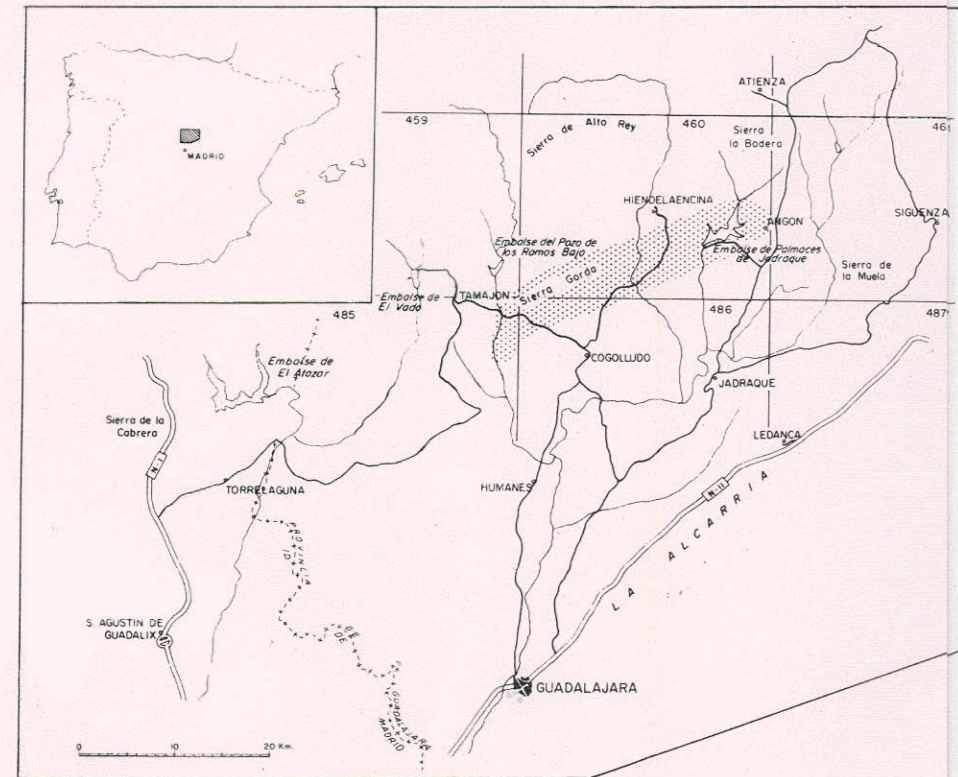 MADRID
ATIENZA
459
460
Sierra de Alto Rey
Sierra
la Bodera
HIENDELAENCINA
ANGON
SIGUENZA
Embalse del Pozo de
los Ramos Bajo
Embalse de Palmaces
de Jadraque
Sierra de
la Muela
Sierra Gorda
TAMAJON
Embalse de
El Vado
485
486
487
COGOLLUDO
Embalse de
El Atazar
JADRAQUE
Sierra de la
Cabrera
N-I
LEDANCA
TORRELAGUNA
HUMANES
N-II
LA ALCARRIA
PROVINCIA
ID
DE
DE
GUADALAJARA
MADRID
S. AGUSTIN DE
GUADALIX
GUADALAJARA
0 10 20 Km.